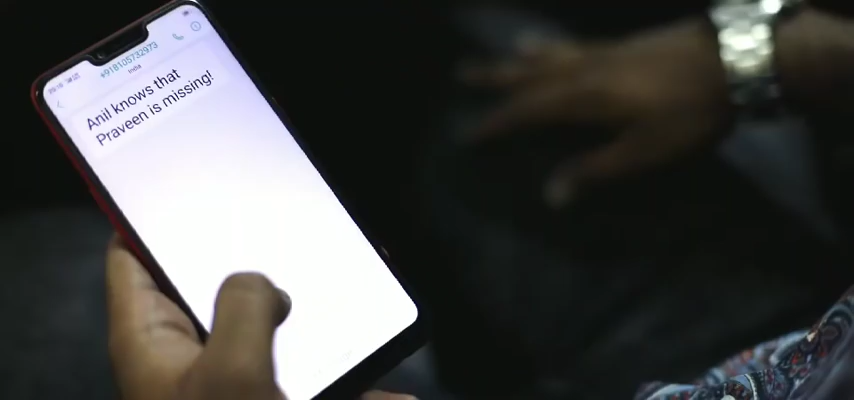 +918105732973
India
Anil knows that
Praveen is missing!